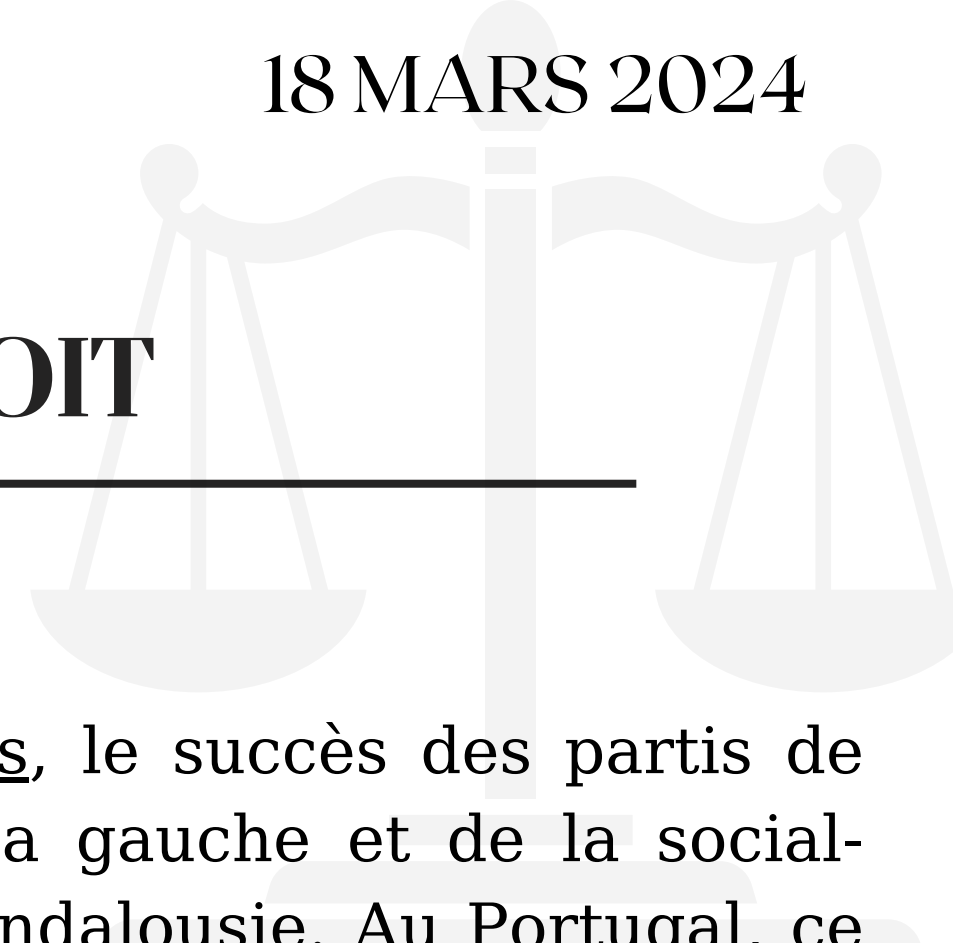 18 MARS 2024
OIT
s, le succès des partis de
a gauche et de la social-
ndalousie. Au Portugal, ce